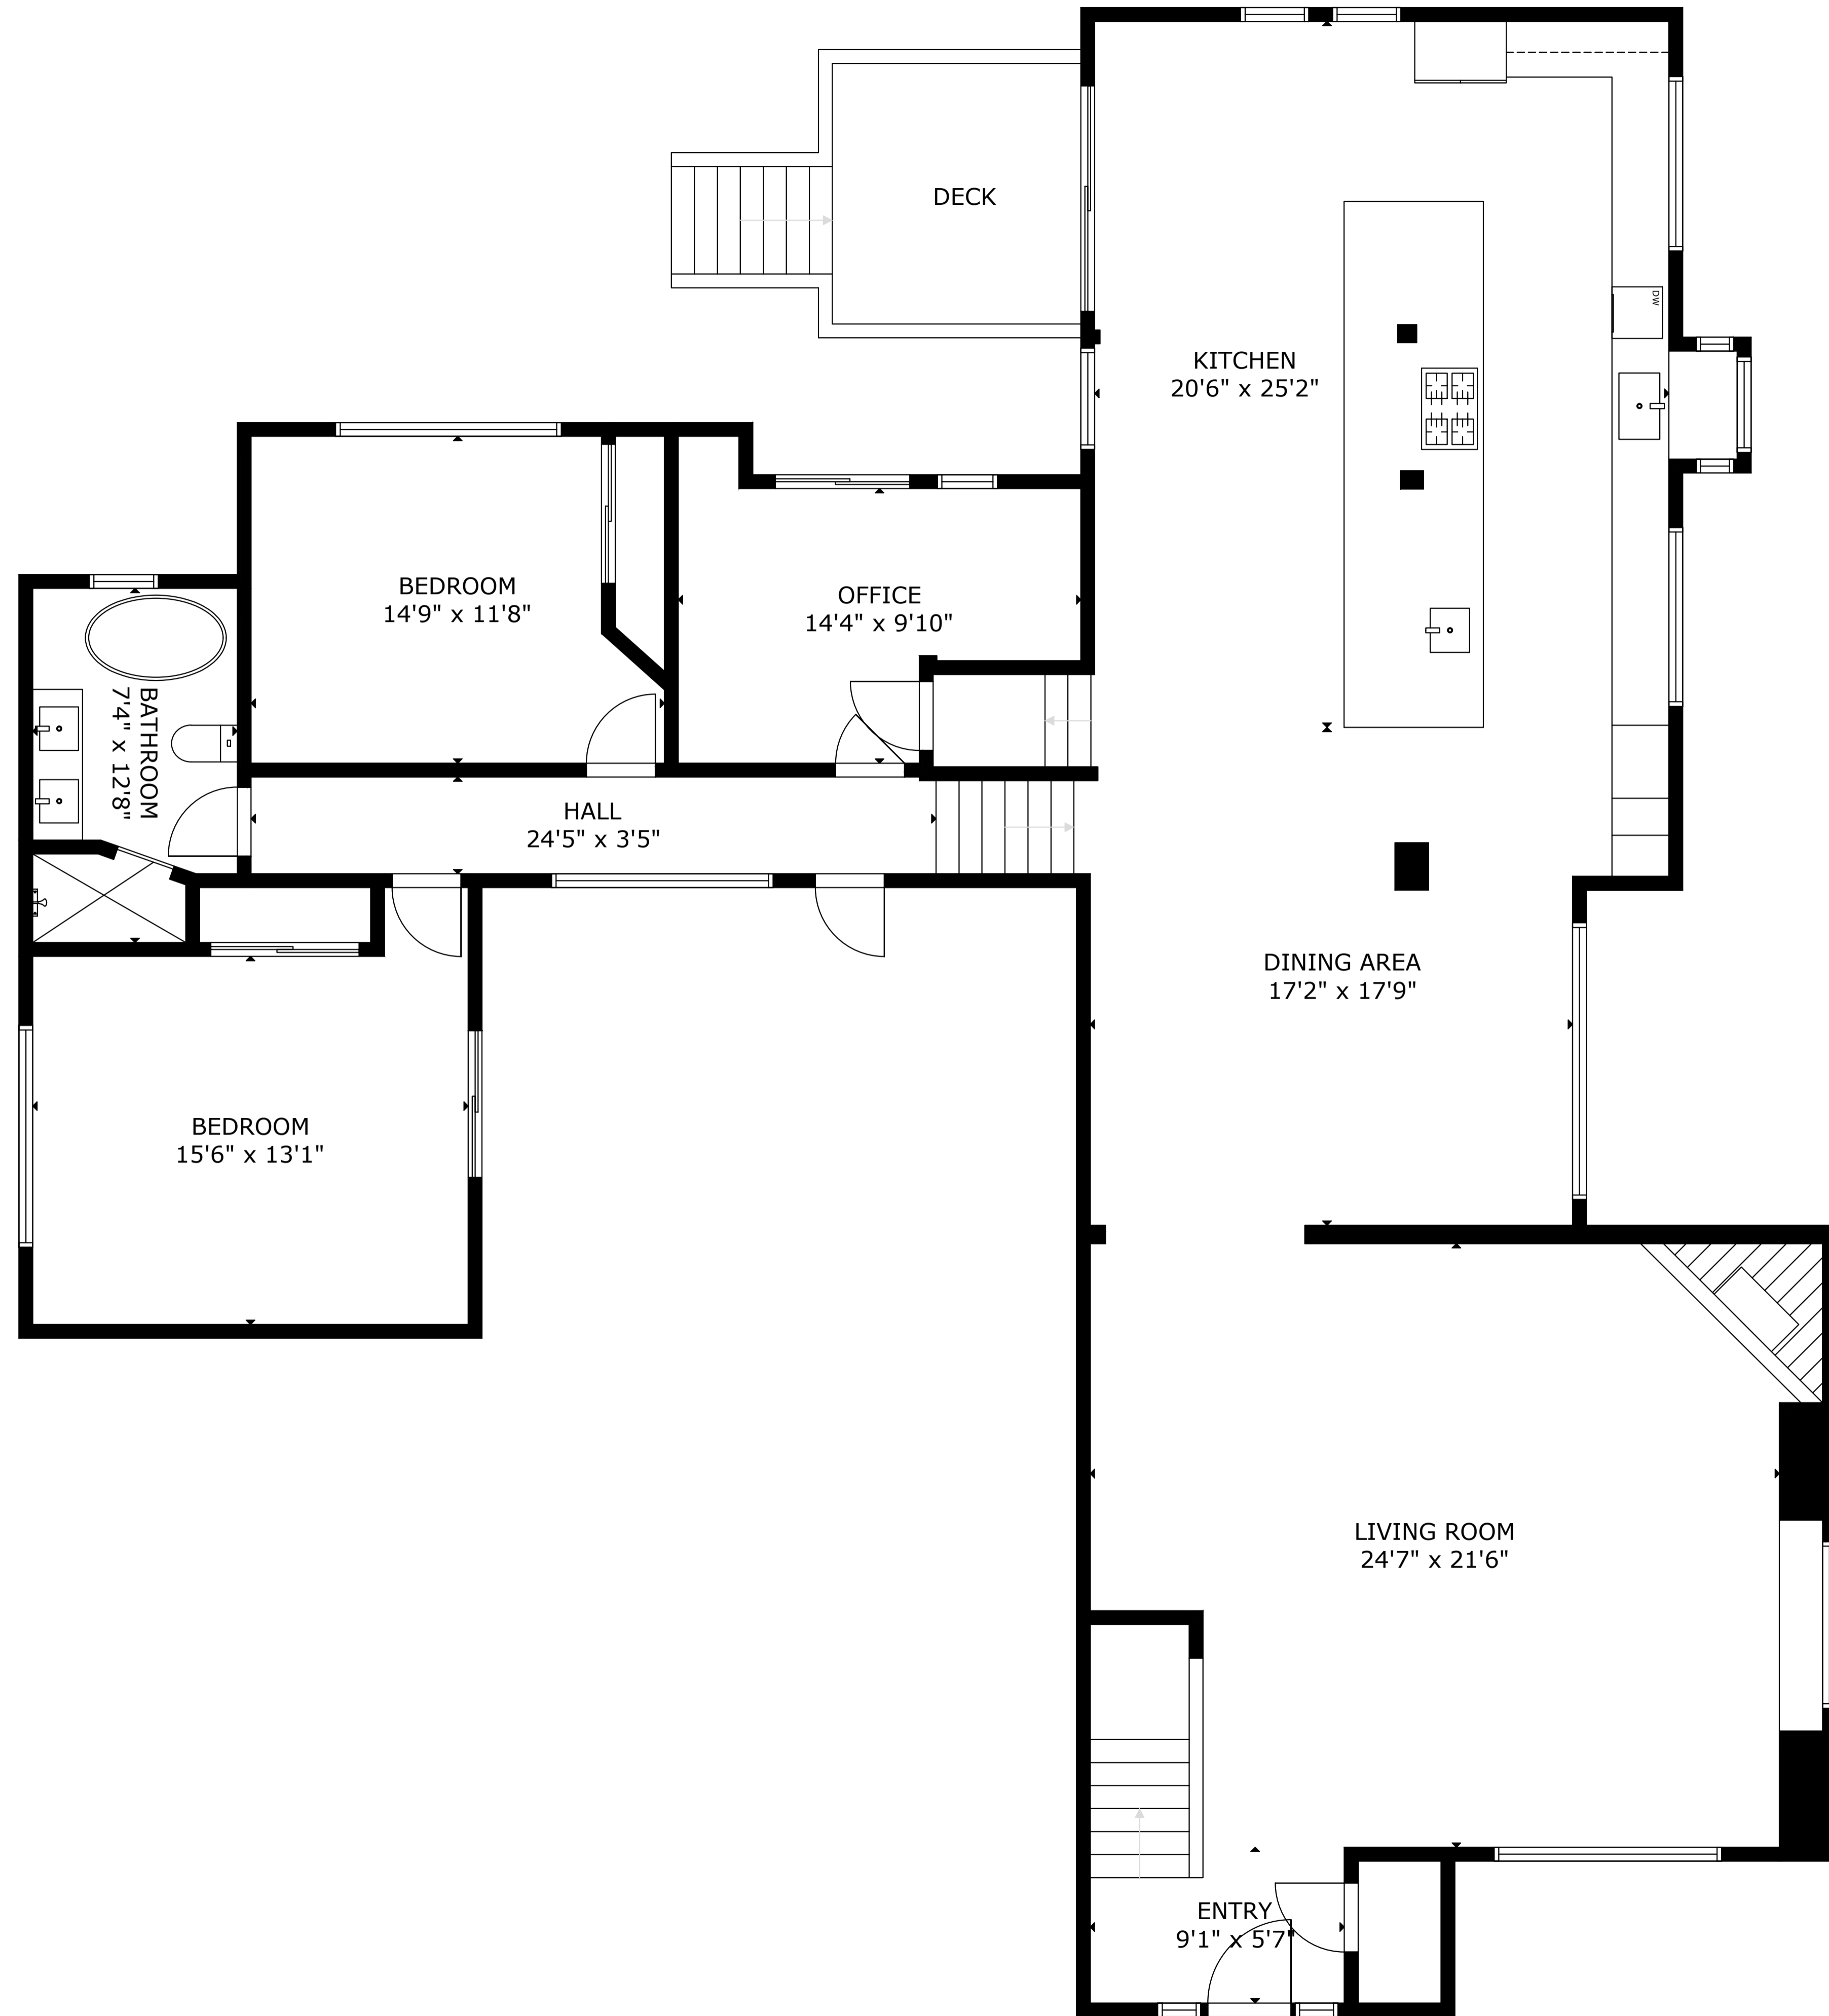 DECK
DW
KITCHEN
20'6" x 25'2"
BEDROOM
14'9" x 11'8"
OFFICE
14'4" x 9'10"
BATHROOM
7'4" x 12'8"
HALL
24'5" x 3'5"
DINING AREA
17'2" x 17'9"
BEDROOM
15'6" x 13'1"
LIVING ROOM
24'7" x 21'6"
ENTRY
9'1" x 5'7"